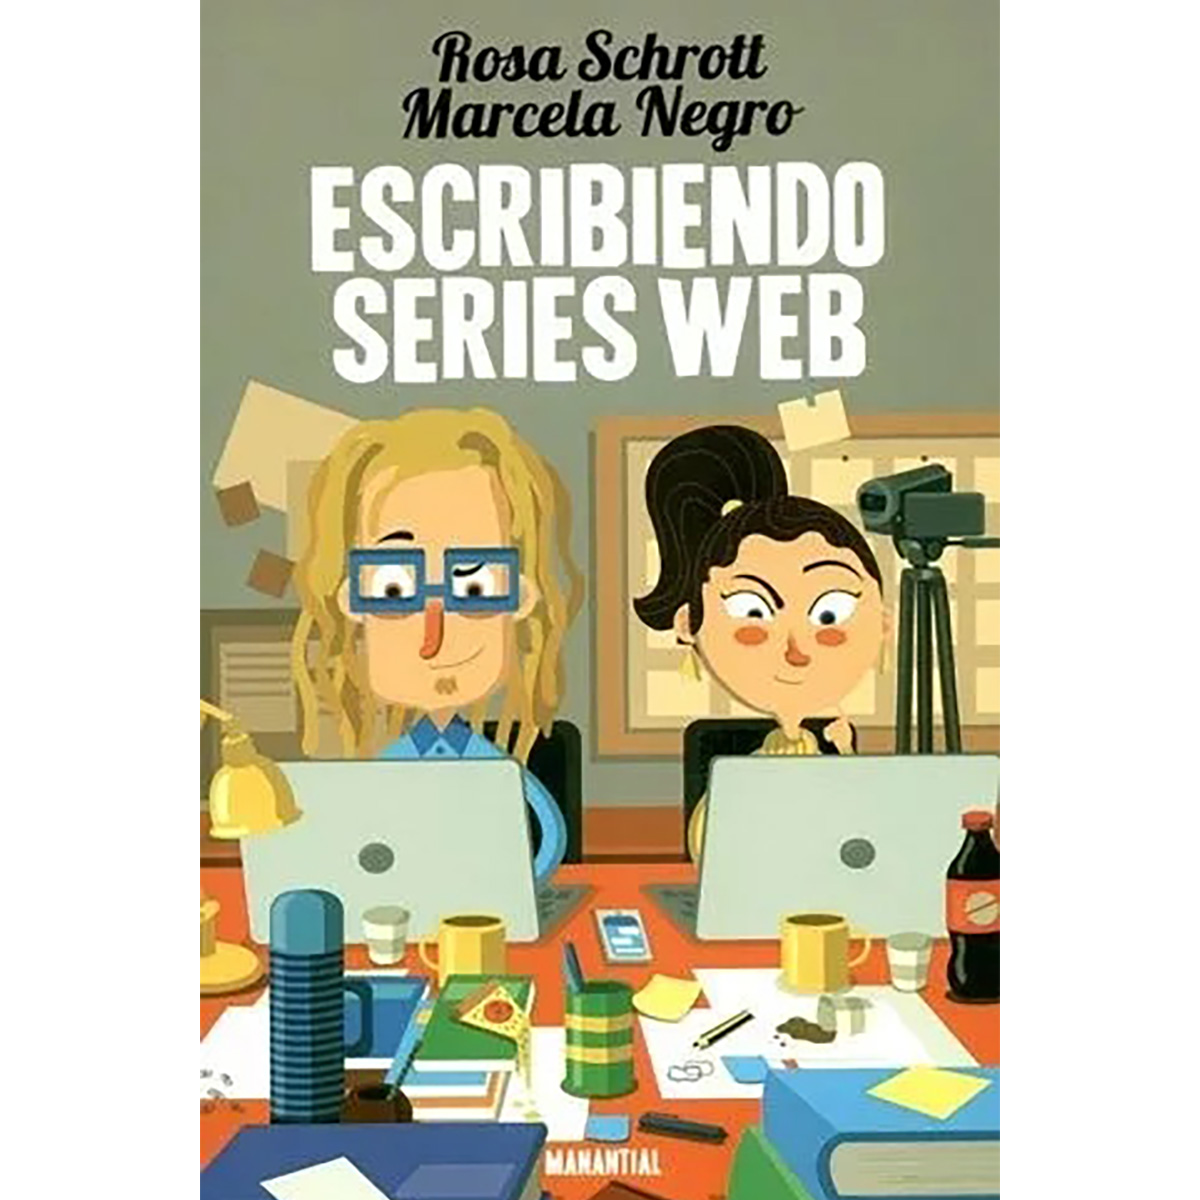 Rosa Schrott
Marcela Negro
ESCRIBIENDO
SERIES WEB
MANANTIAL